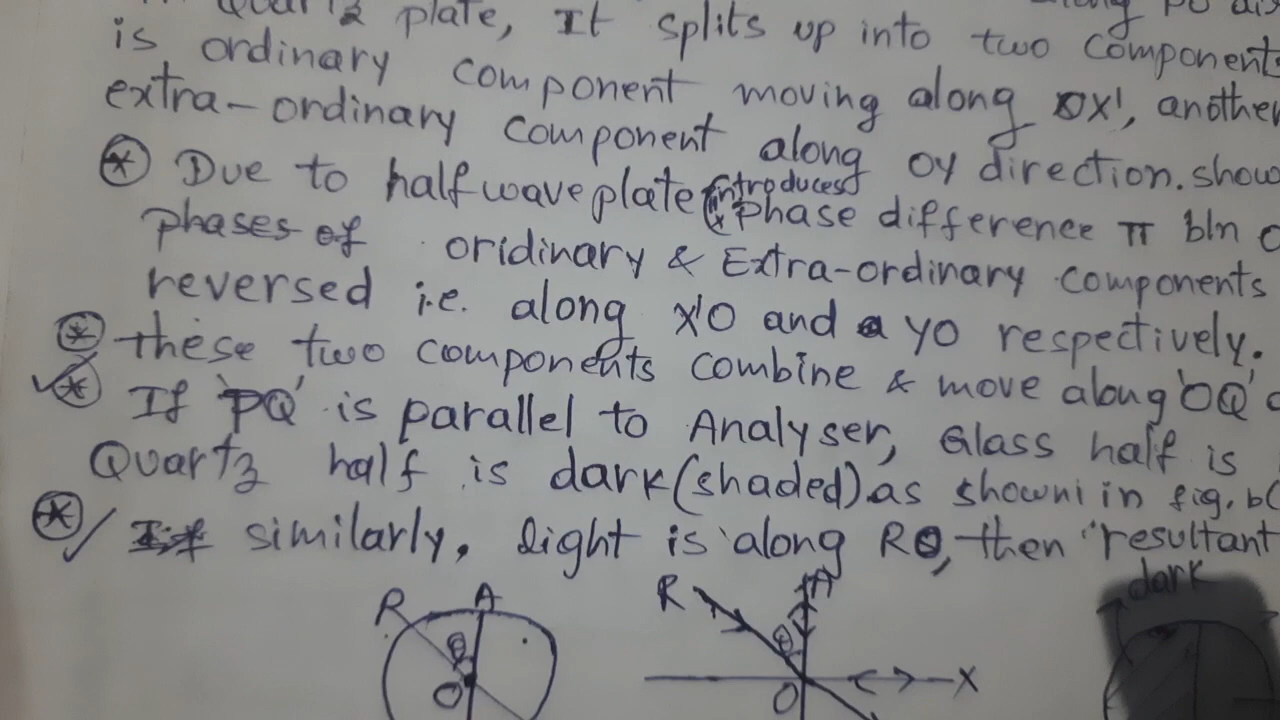 Quartz plate, It splits up into two components
is ordinary component moving along OX', another
extra-ordinary component along OY direction. show
⊛ Due to half wave plate (introduces) phase difference π b/n
phases of oridinary & Extra-ordinary components
reversed i.e. along X'O and YO respectively.
⊛ these two components combine & move along 'OQ'
⊛ If 'PQ' is parallel to Analyser, Glass half is
Quartz half is dark (shaded) as shown in fig. b(
⊛ similarly, light is along RO, then resultant
R A θ O
R A θ O X
dark